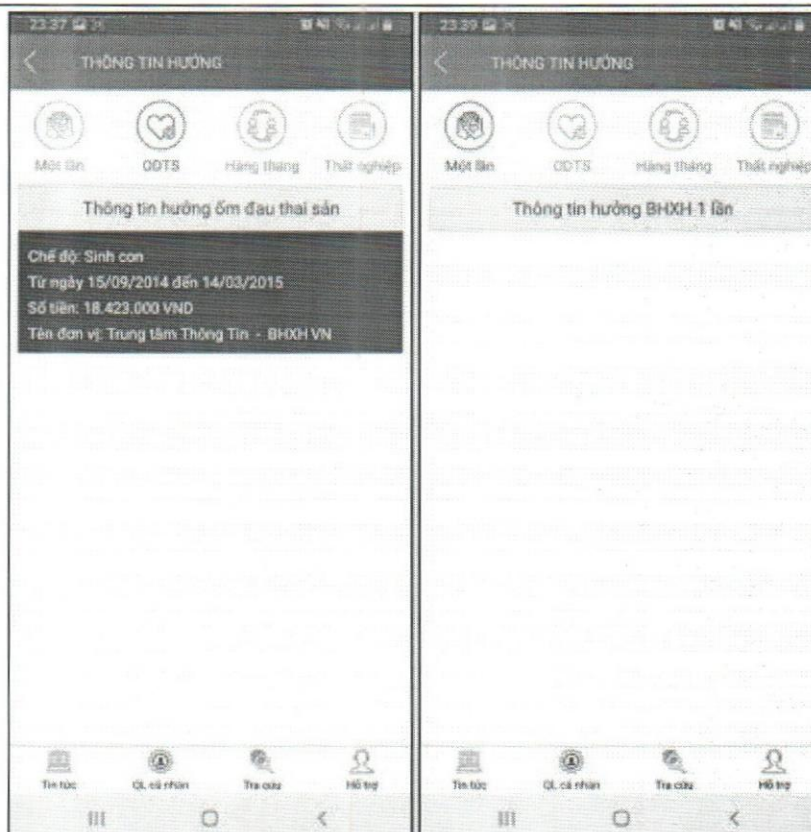 23:37
THÔNG TIN HƯỞNG
Một lần
ODTS
Hàng tháng
Thất nghiệp
Thông tin hưởng ốm đau thai sản
Chế độ: Sinh con
Từ ngày 15/09/2014 đến 14/03/2015
Số tiền: 18.423.000 VND
Tên đơn vị: Trung tâm Thông Tin - BHXH VN
Tin tức
QL cá nhân
Tra cứu
Hỗ trợ
23:39
THÔNG TIN HƯỞNG
Một lần
ODTS
Hàng tháng
Thất nghiệp
Thông tin hưởng BHXH 1 lần
Tin tức
QL cá nhân
Tra cứu
Hỗ trợ